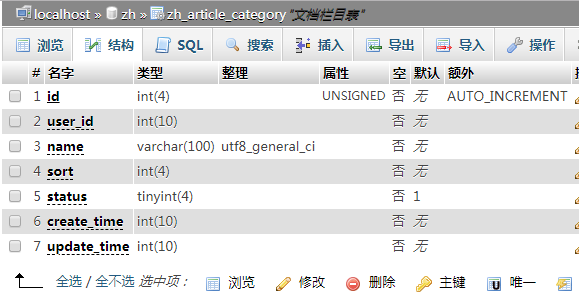 localhost » zh » zh_article_category "文档栏目表"
浏览 结构 SQL 搜索 插入 导出 导入 操作
# 名字 类型 整理 属性 空 默认 额外
1 id int(4) UNSIGNED 否 无 AUTO_INCREMENT
2 user_id int(10) 否 无
3 name varchar(100) utf8_general_ci 否 无
4 sort int(4) 否 无
5 status tinyint(4) 否 1
6 create_time int(10) 否 无
7 update_time int(10) 否 无
全选 / 全不选 选中项： 浏览 修改 删除 主键 U 唯一